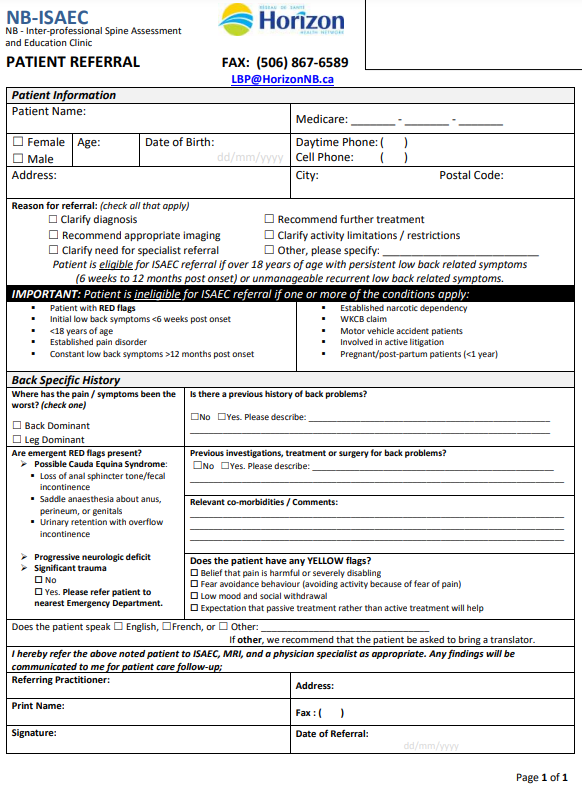 NB-ISAEC
NB - Inter-professional Spine Assessment
and Education Clinic
RÉSEAU DE SANTÉ
Horizon
HEALTH NETWORK
PATIENT REFERRAL
FAX: (506) 867-6589
LBP@HorizonNB.ca
Patient Information
Patient Name:
Medicare: _______ - _______ - _______
☐ Female
☐ Male
Age:
Date of Birth:
dd/mm/yyyy
Daytime Phone: ( )
Cell Phone: ( )
Address:
City: Postal Code:
Reason for referral: (check all that apply)
☐ Clarify diagnosis ☐ Recommend further treatment
☐ Recommend appropriate imaging ☐ Clarify activity limitations / restrictions
☐ Clarify need for specialist referral ☐ Other, please specify: _______________________
Patient is eligible for ISAEC referral if over 18 years of age with persistent low back related symptoms
(6 weeks to 12 months post onset) or unmanageable recurrent low back related symptoms.
IMPORTANT: Patient is ineligible for ISAEC referral if one or more of the conditions apply:
▪ Patient with RED flags
▪ Initial low back symptoms <6 weeks post onset
▪ <18 years of age
▪ Established pain disorder
▪ Constant low back symptoms >12 months post onset
▪ Established narcotic dependency
▪ WKCB claim
▪ Motor vehicle accident patients
▪ Involved in active litigation
▪ Pregnant/post-partum patients (<1 year)
Back Specific History
Where has the pain / symptoms been the
worst? (check one)
☐ Back Dominant
☐ Leg Dominant
Is there a previous history of back problems?
☐No ☐Yes. Please describe: _______________________
Are emergent RED flags present?
➢ Possible Cauda Equina Syndrome:
▪ Loss of anal sphincter tone/fecal
incontinence
▪ Saddle anaesthesia about anus,
perineum, or genitals
▪ Urinary retention with overflow
incontinence
➢ Progressive neurologic deficit
➢ Significant trauma
☐ No
☐ Yes. Please refer patient to
nearest Emergency Department.
Previous investigations, treatment or surgery for back problems?
☐No ☐Yes. Please describe: _______________________
Relevant co-morbidities / Comments:
Does the patient have any YELLOW flags?
☐ Belief that pain is harmful or severely disabling
☐ Fear avoidance behaviour (avoiding activity because of fear of pain)
☐ Low mood and social withdrawal
☐ Expectation that passive treatment rather than active treatment will help
Does the patient speak ☐ English, ☐French, or ☐ Other: _______________________
If other, we recommend that the patient be asked to bring a translator.
I hereby refer the above noted patient to ISAEC, MRI, and a physician specialist as appropriate. Any findings will be
communicated to me for patient care follow-up;
Referring Practitioner:
Address:
Print Name:
Fax : ( )
Signature:
Date of Referral:
dd/mm/yyyy
Page 1 of 1